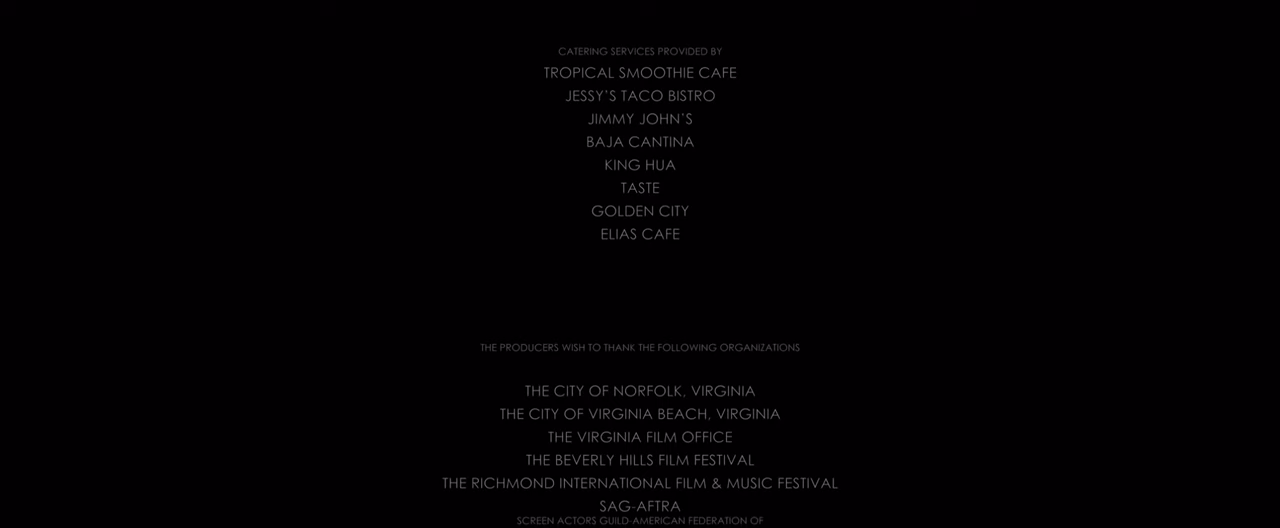 CATERING SERVICES PROVIDED BY
TROPICAL SMOOTHIE CAFE
JESSY'S TACO BISTRO
JIMMY JOHN'S
BAJA CANTINA
KING HUA
TASTE
GOLDEN CITY
ELIAS CAFE
THE PRODUCERS WISH TO THANK THE FOLLOWING ORGANIZATIONS
THE CITY OF NORFOLK, VIRGINIA
THE CITY OF VIRGINIA BEACH, VIRGINIA
THE VIRGINIA FILM OFFICE
THE BEVERLY HILLS FILM FESTIVAL
THE RICHMOND INTERNATIONAL FILM & MUSIC FESTIVAL
SAG-AFTRA
SCREEN ACTORS GUILD-AMERICAN FEDERATION OF